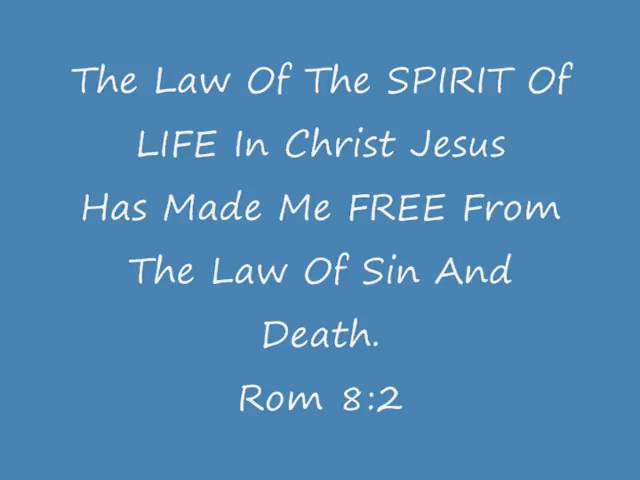 The Law Of The SPIRIT Of
LIFE In Christ Jesus
Has Made Me FREE From
The Law Of Sin And
Death.
Rom 8:2